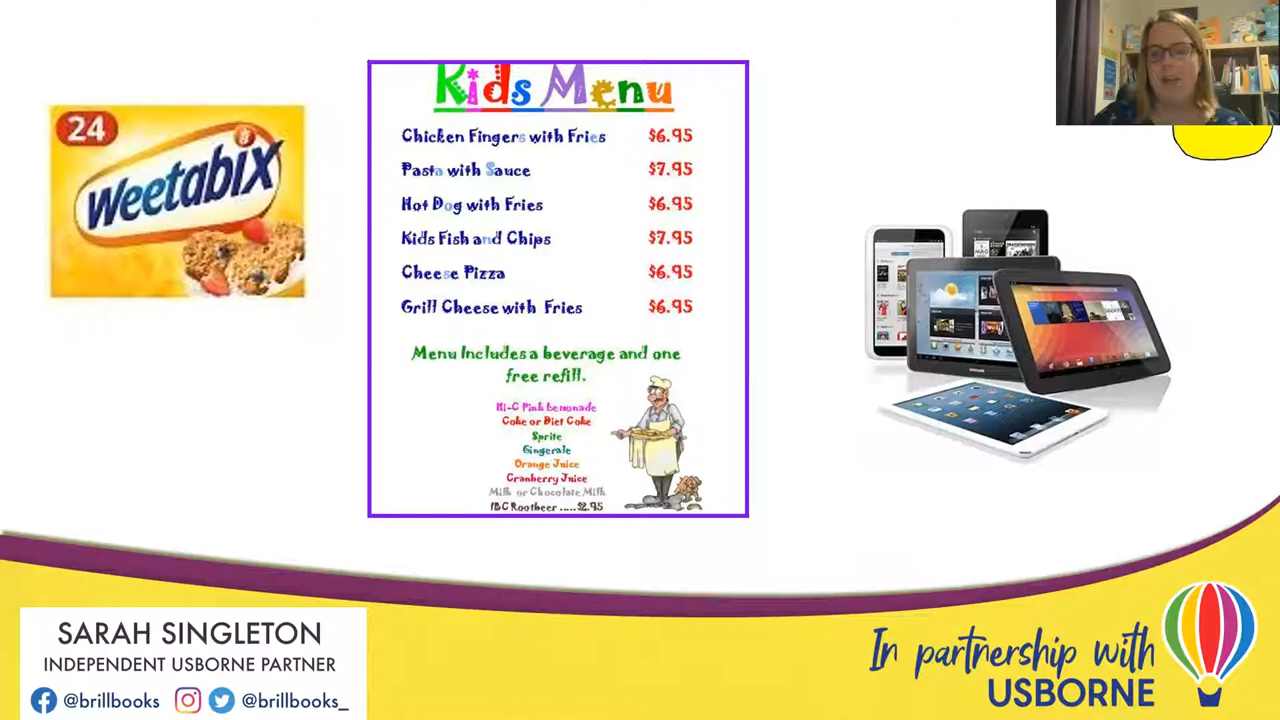 24
Weetabix
Kids Menu
Chicken Fingers with Fries $6.95
Pasta with Sauce $7.95
Hot Dog with Fries $6.95
Kids Fish and Chips $7.95
Cheese Pizza $6.95
Grill Cheese with Fries $6.95
Menu Includes a beverage and one
free refill.
Hi-C Pink Lemonade
Coke or Diet Coke
Sprite
Gingerale
Orange Juice
Cranberry Juice
Milk or Chocolate Milk
IBC Rootbeer .....$2.95
SARAH SINGLETON
INDEPENDENT USBORNE PARTNER
@brillbooks @brillbooks_
In partnership with
USBORNE